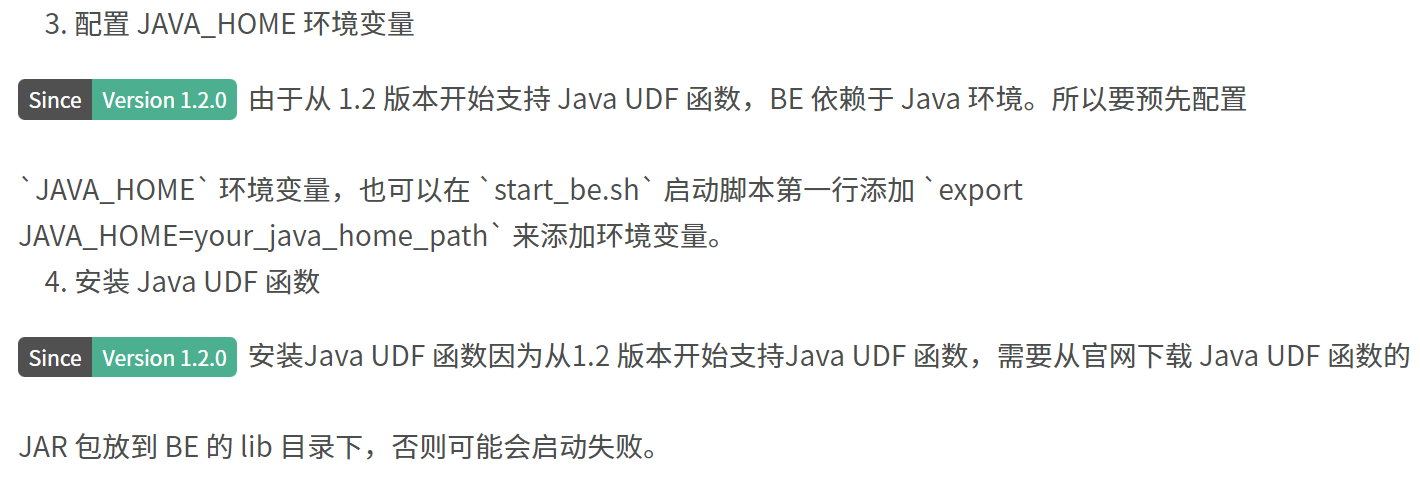 3. 配置 JAVA_HOME 环境变量
Since Version 1.2.0 由于从 1.2 版本开始支持 Java UDF 函数，BE 依赖于 Java 环境。所以要预先配置
`JAVA_HOME` 环境变量，也可以在 `start_be.sh` 启动脚本第一行添加 `export
JAVA_HOME=your_java_home_path` 来添加环境变量。
4. 安装 Java UDF 函数
Since Version 1.2.0 安装Java UDF 函数因为从1.2 版本开始支持Java UDF 函数，需要从官网下载 Java UDF 函数的
JAR 包放到 BE 的 lib 目录下，否则可能会启动失败。